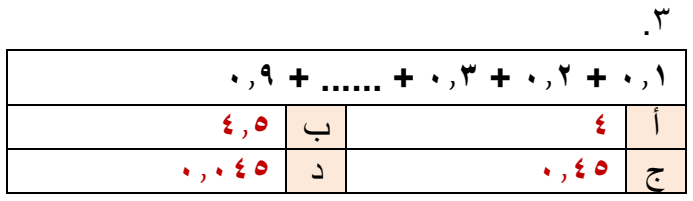 ٣.
٠,١ + ٠,٢ + ٠,٣ + ...... + ٠,٩
أ ٤ ب ٤,٥
ج ٠,٤٥ د ٠,٠٤٥